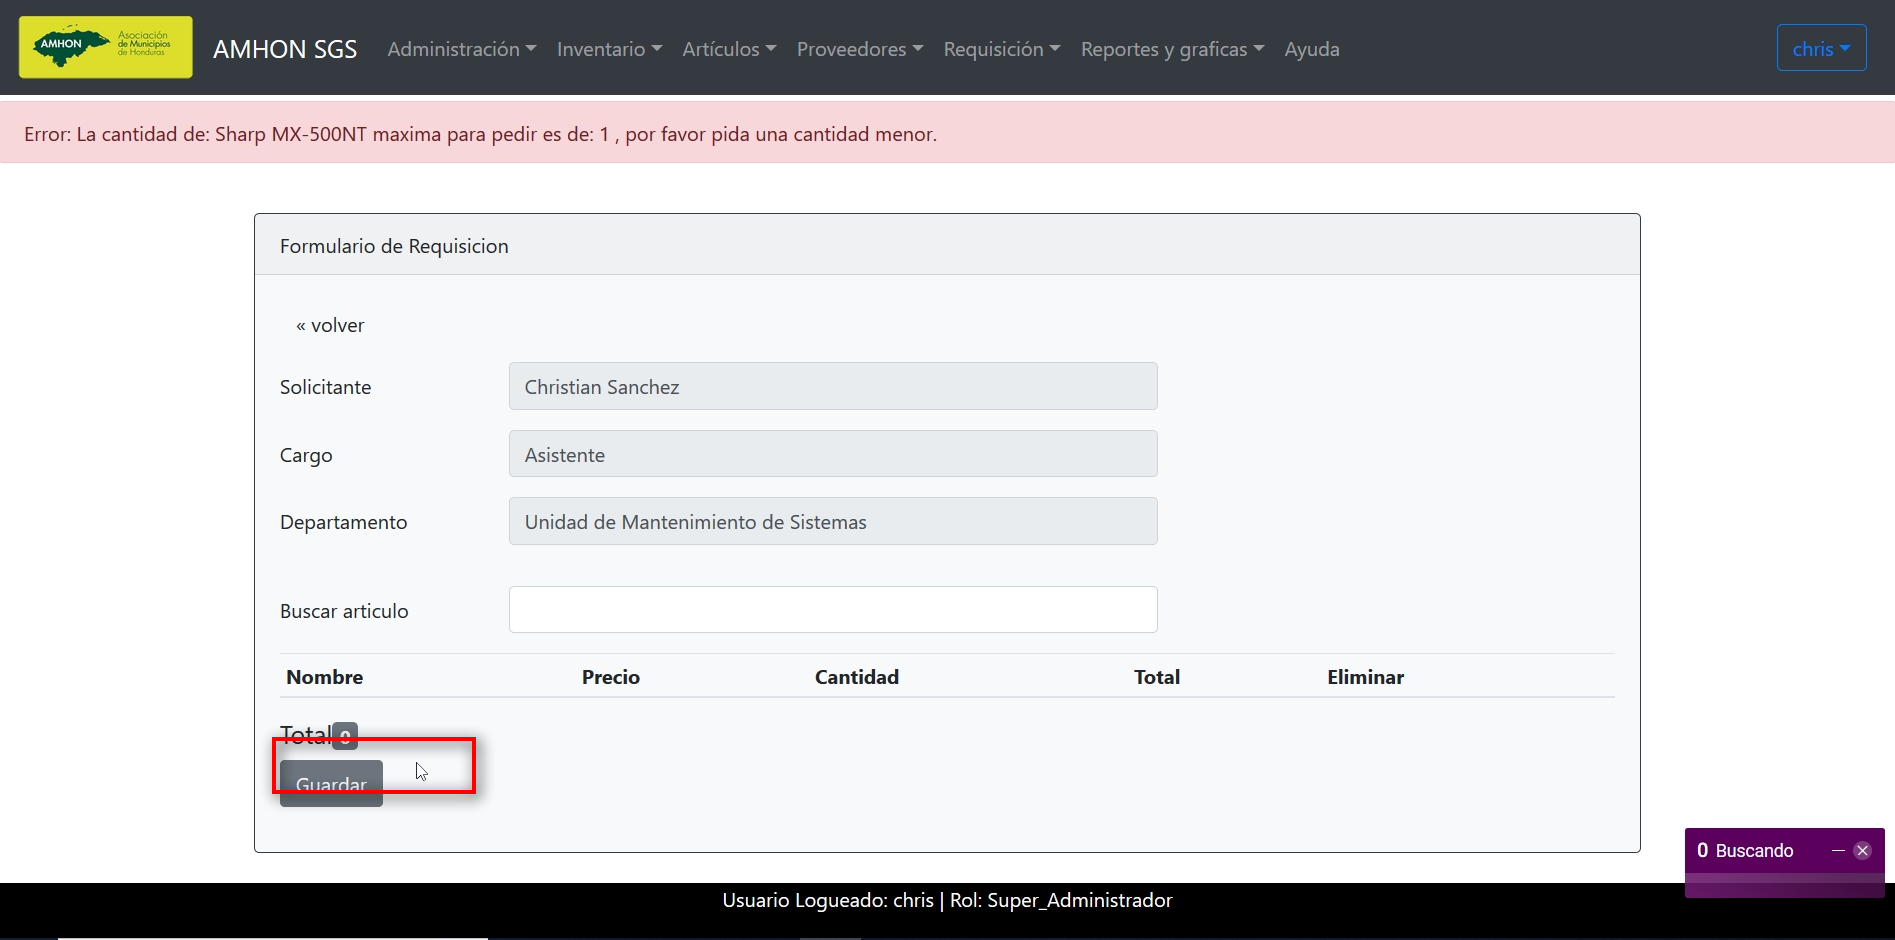 AMHON
Asociación
de Municipios
de Honduras
AMHON SGS Administración Inventario Artículos Proveedores Requisición Reportes y graficas Ayuda chris
Error: La cantidad de: Sharp MX-500NT maxima para pedir es de: 1 , por favor pida una cantidad menor.
Formulario de Requisicion
« volver
Solicitante Christian Sanchez
Cargo Asistente
Departamento Unidad de Mantenimiento de Sistemas
Buscar articulo
Nombre Precio Cantidad Total Eliminar
Total 0
Guardar
0 Buscando
Usuario Logueado: chris | Rol: Super_Administrador